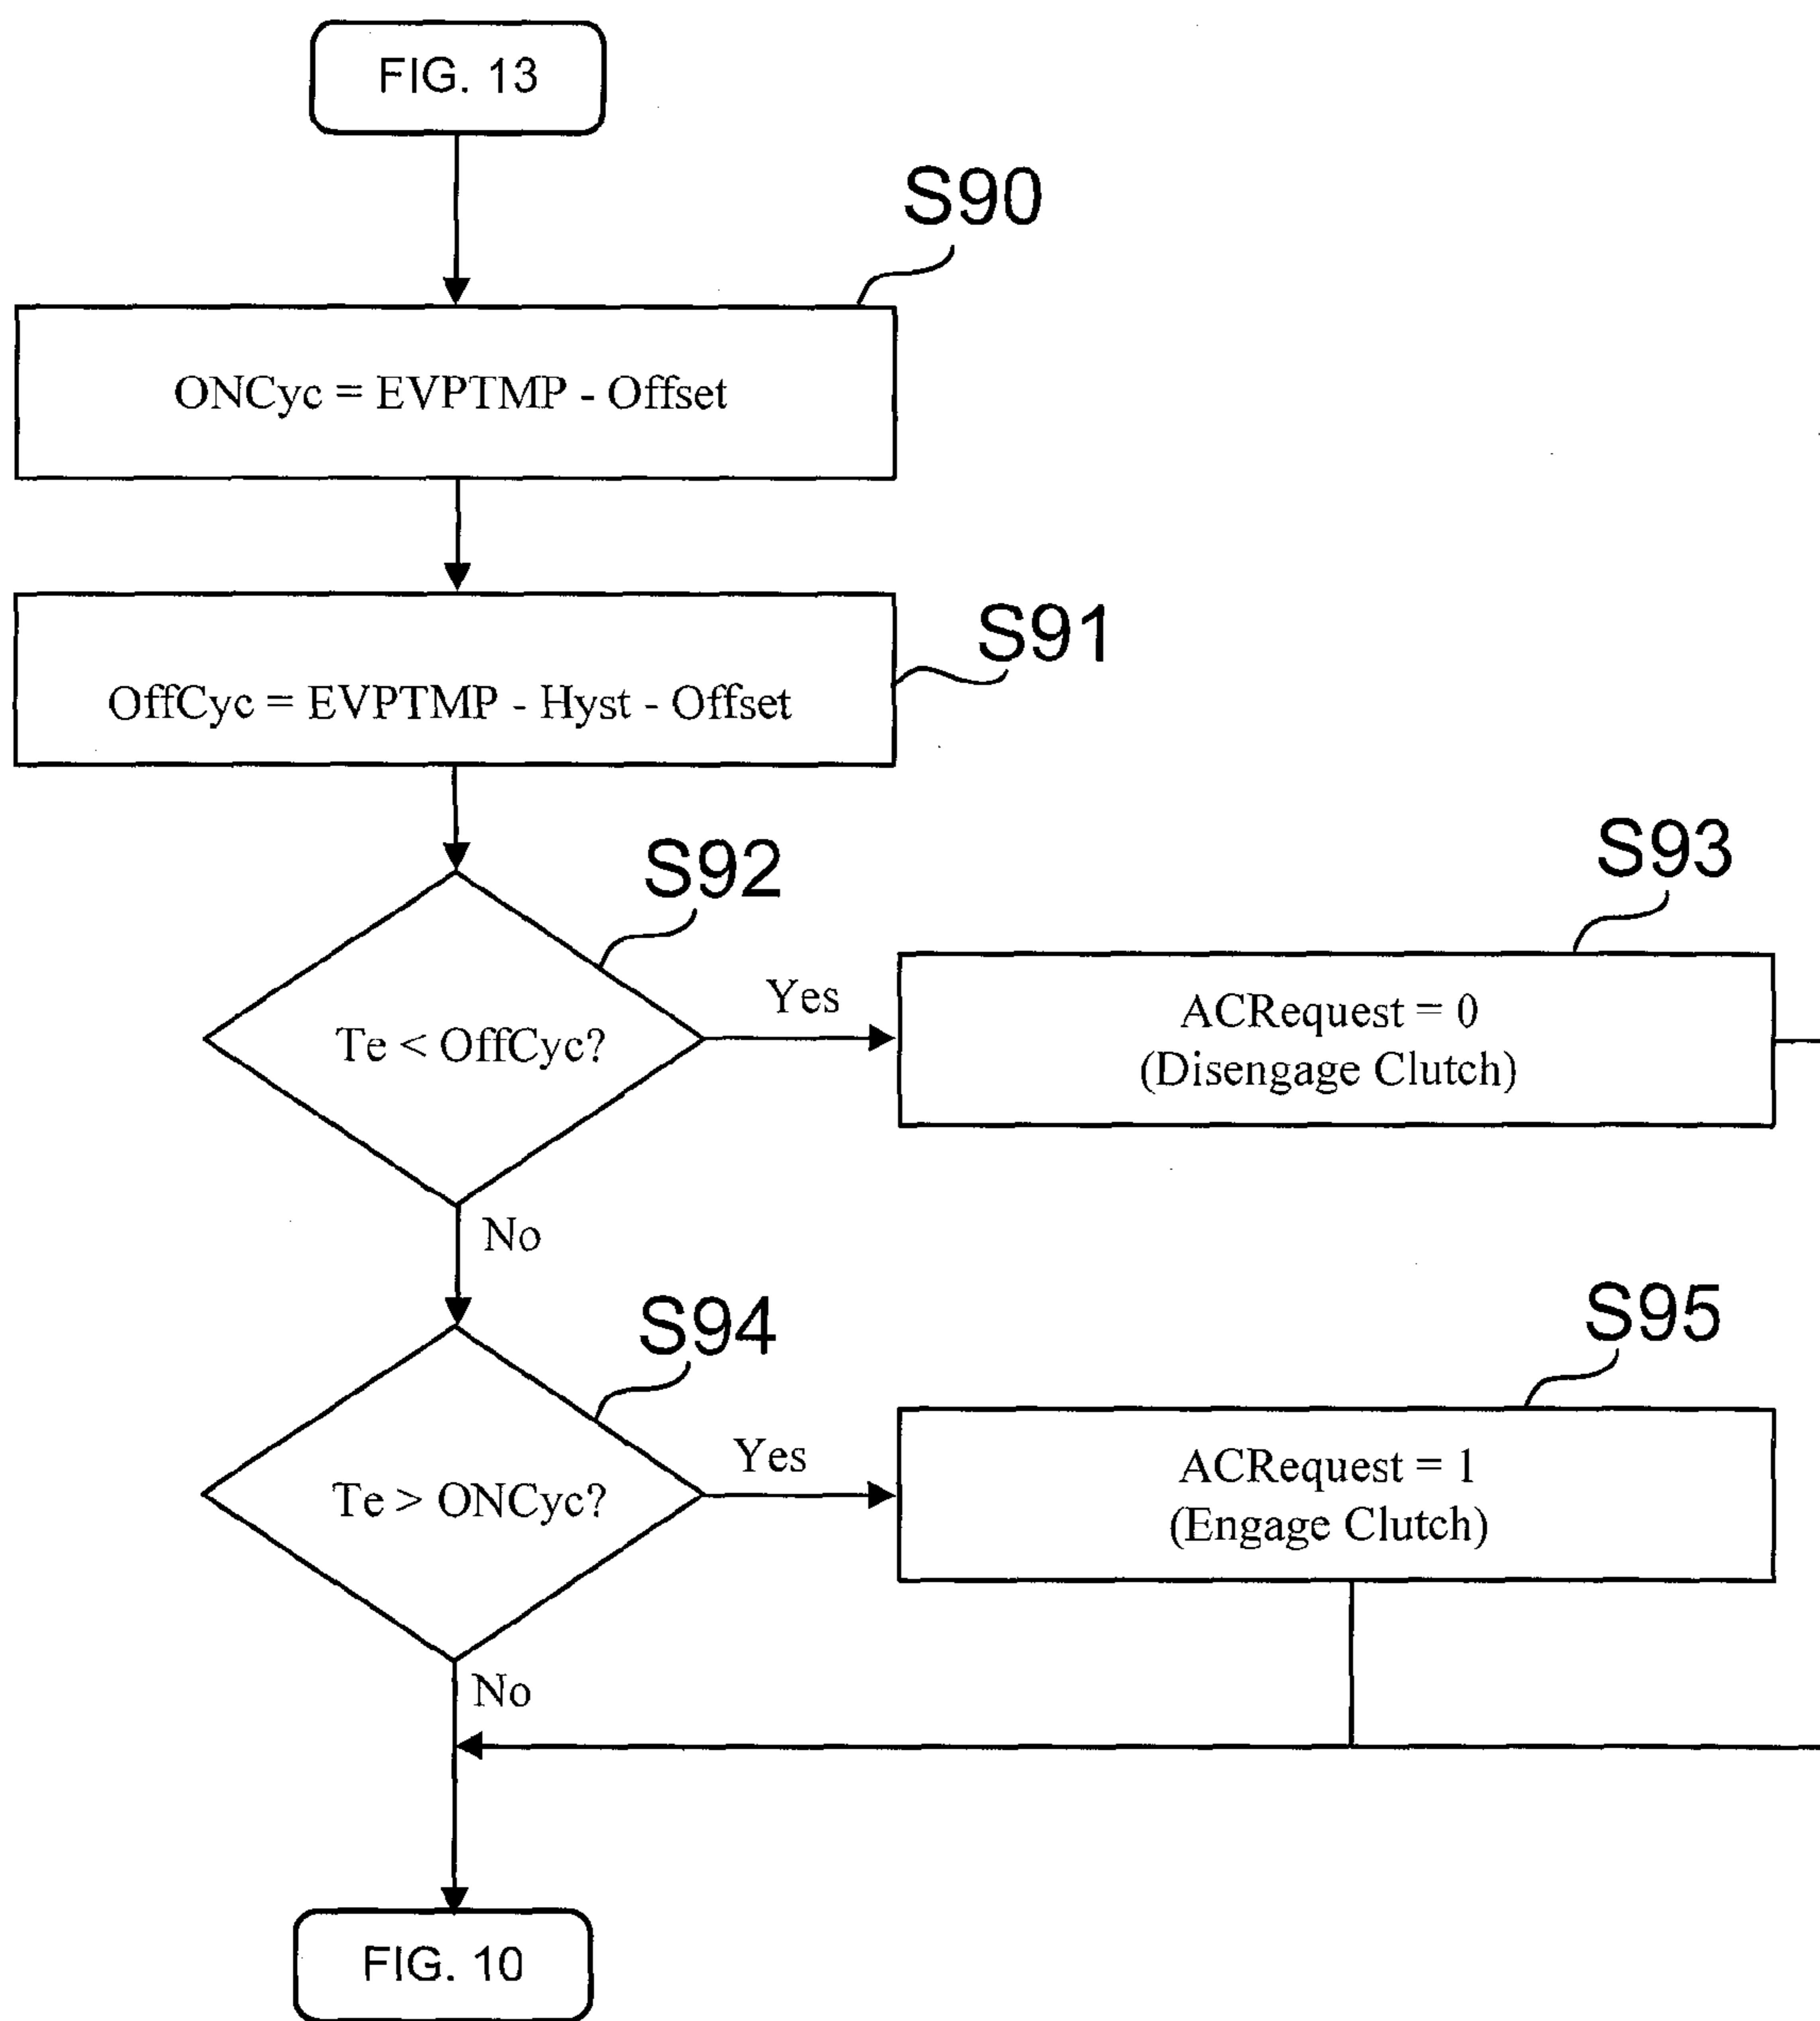 FIG. 13
S90
ONCyc = EVPTMP - Offset
S91
OffCyc = EVPTMP - Hyst - Offset
S92
Te < OffCyc?
Yes
S93
ACRequest = 0
(Disengage Clutch)
No
S94
Te > ONCyc?
Yes
S95
ACRequest = 1
(Engage Clutch)
No
FIG. 10